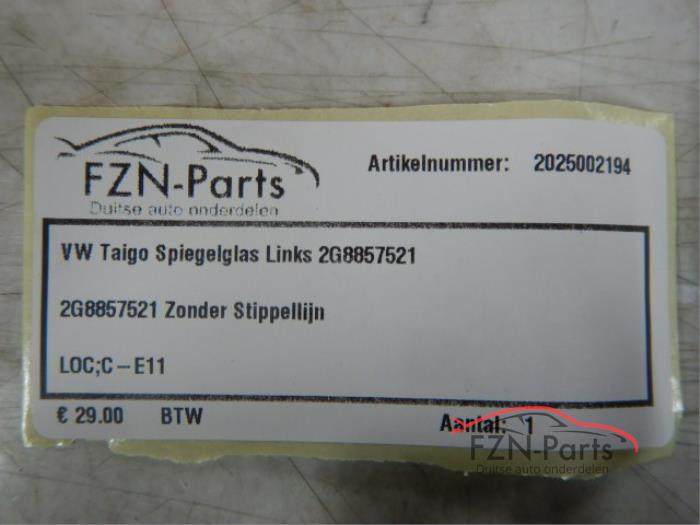 FZN-Parts
Duitse auto onderdelen
Artikelnummer: 2025002194
VW Taigo Spiegelglas Links 2G8857521
2G8857521 Zonder Stippellijn
LOC;C-E11
€ 29.00 BTW Aantal: 1
FZN-Parts
Duitse auto onderdelen